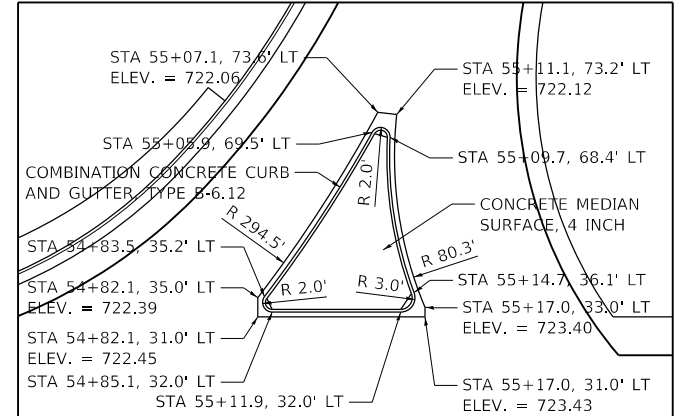 STA 55+07.1, 73.6' LT
ELEV. = 722.06
STA 55+11.1, 73.2' LT
ELEV. = 722.12
STA 55+05.9, 69.5' LT
STA 55+09.7, 68.4' LT
COMBINATION CONCRETE CURB
AND GUTTER, TYPE B-6.12
R 2.0'
CONCRETE MEDIAN
SURFACE, 4 INCH
R 294.5'
STA 54+83.5, 35.2' LT
R 80.3'
STA 55+14.7, 36.1' LT
STA 54+82.1, 35.0' LT
ELEV. = 722.39
R 2.0'
R 3.0'
STA 55+17.0, 33.0' LT
ELEV. = 723.40
STA 54+82.1, 31.0' LT
ELEV. = 722.45
STA 54+85.1, 32.0' LT
STA 55+11.9, 32.0' LT
STA 55+17.0, 31.0' LT
ELEV. = 723.43